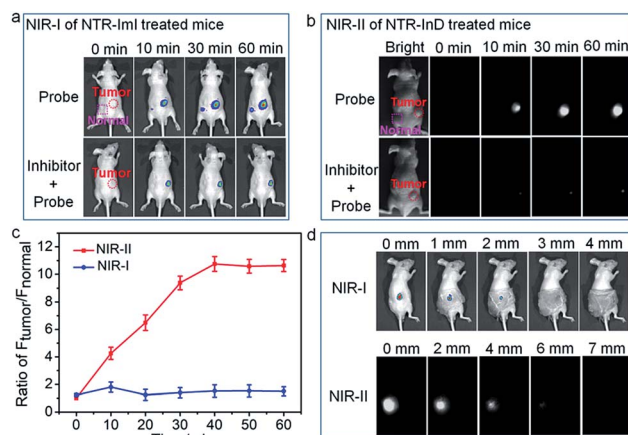 a
NIR-I of NTR-ImI treated mice
0 min 10 min 30 min 60 min
Probe
Tumor
Normal
Inhibitor
+
Probe
Tumor
b
NIR-II of NTR-InD treated mice
Bright 0 min 10 min 30 min 60 min
Probe
Tumor
Normal
Inhibitor
+
Probe
Tumor
c
NIR-II
NIR-I
Ratio of Ftumor/Fnormal
12
10
8
6
4
2
0
0 10 20 30 40 50 60
d
0 mm 1 mm 2 mm 3 mm 4 mm
NIR-I
0 mm 2 mm 4 mm 6 mm 7 mm
NIR-II